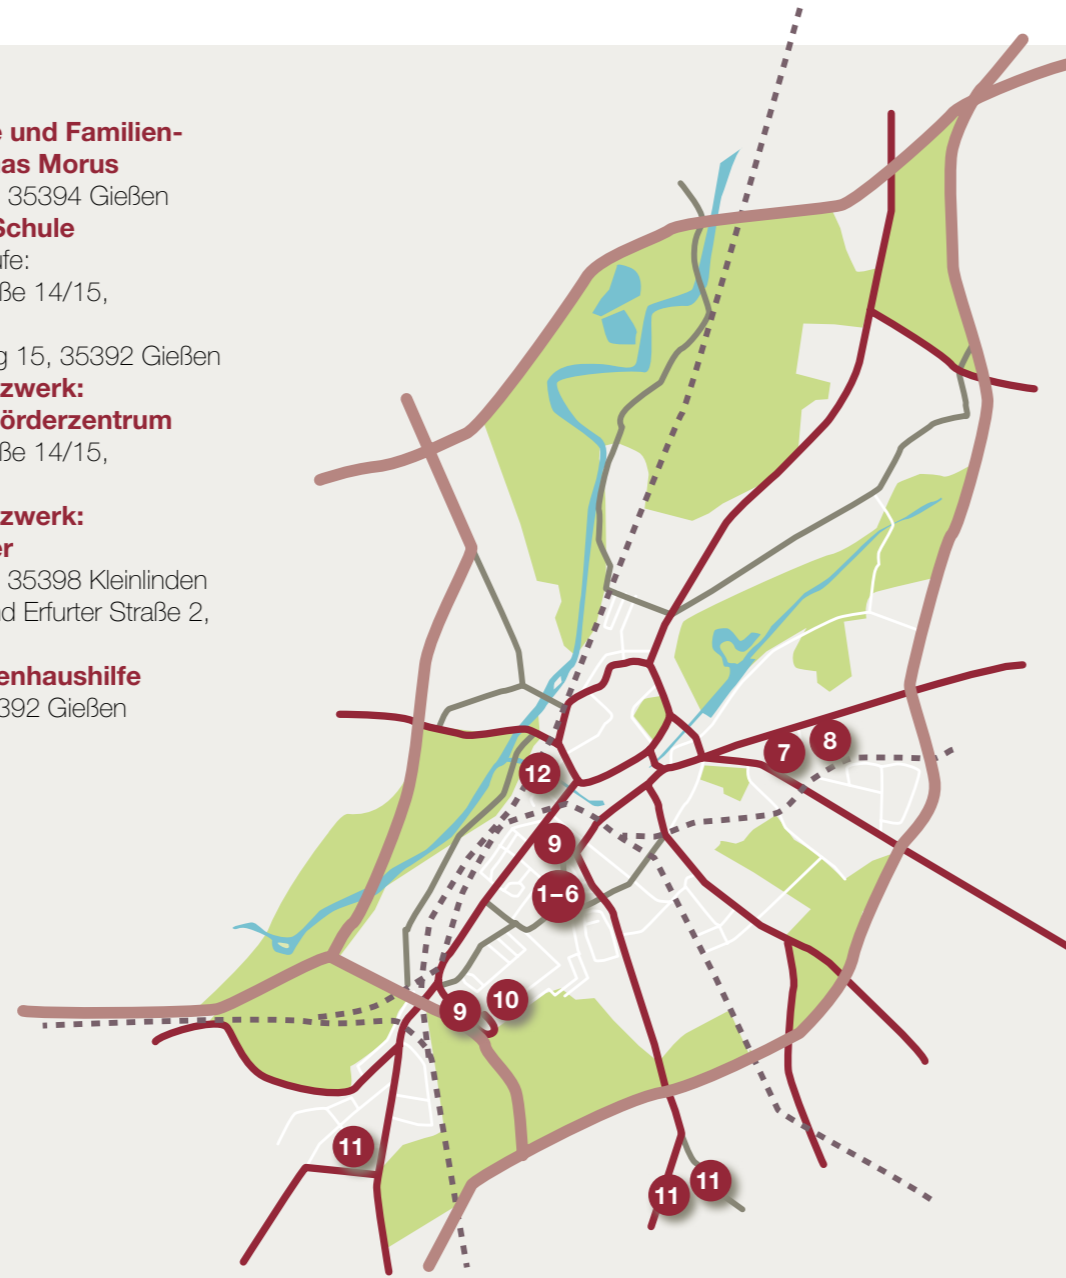 e und Familien-
as Morus
35394 Gießen
Schule
ufe:
ße 14/15,
g 15, 35392 Gießen
zwerk:
örderzentrum
ße 14/15,
zwerk:
er
35398 Kleinlinden
nd Erfurter Straße 2,
enhaushilfe
392 Gießen
7
8
12
9
1–6
9
10
11
11
11